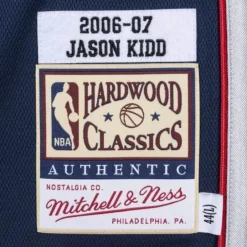 2006-07
JASON KIDD
HARDWOOD
NBA
CLASSICS
AUTHENTIC
NOSTALGIA CO.
Mitchell & Ness
PHILADELPHIA, PA.
44(L)